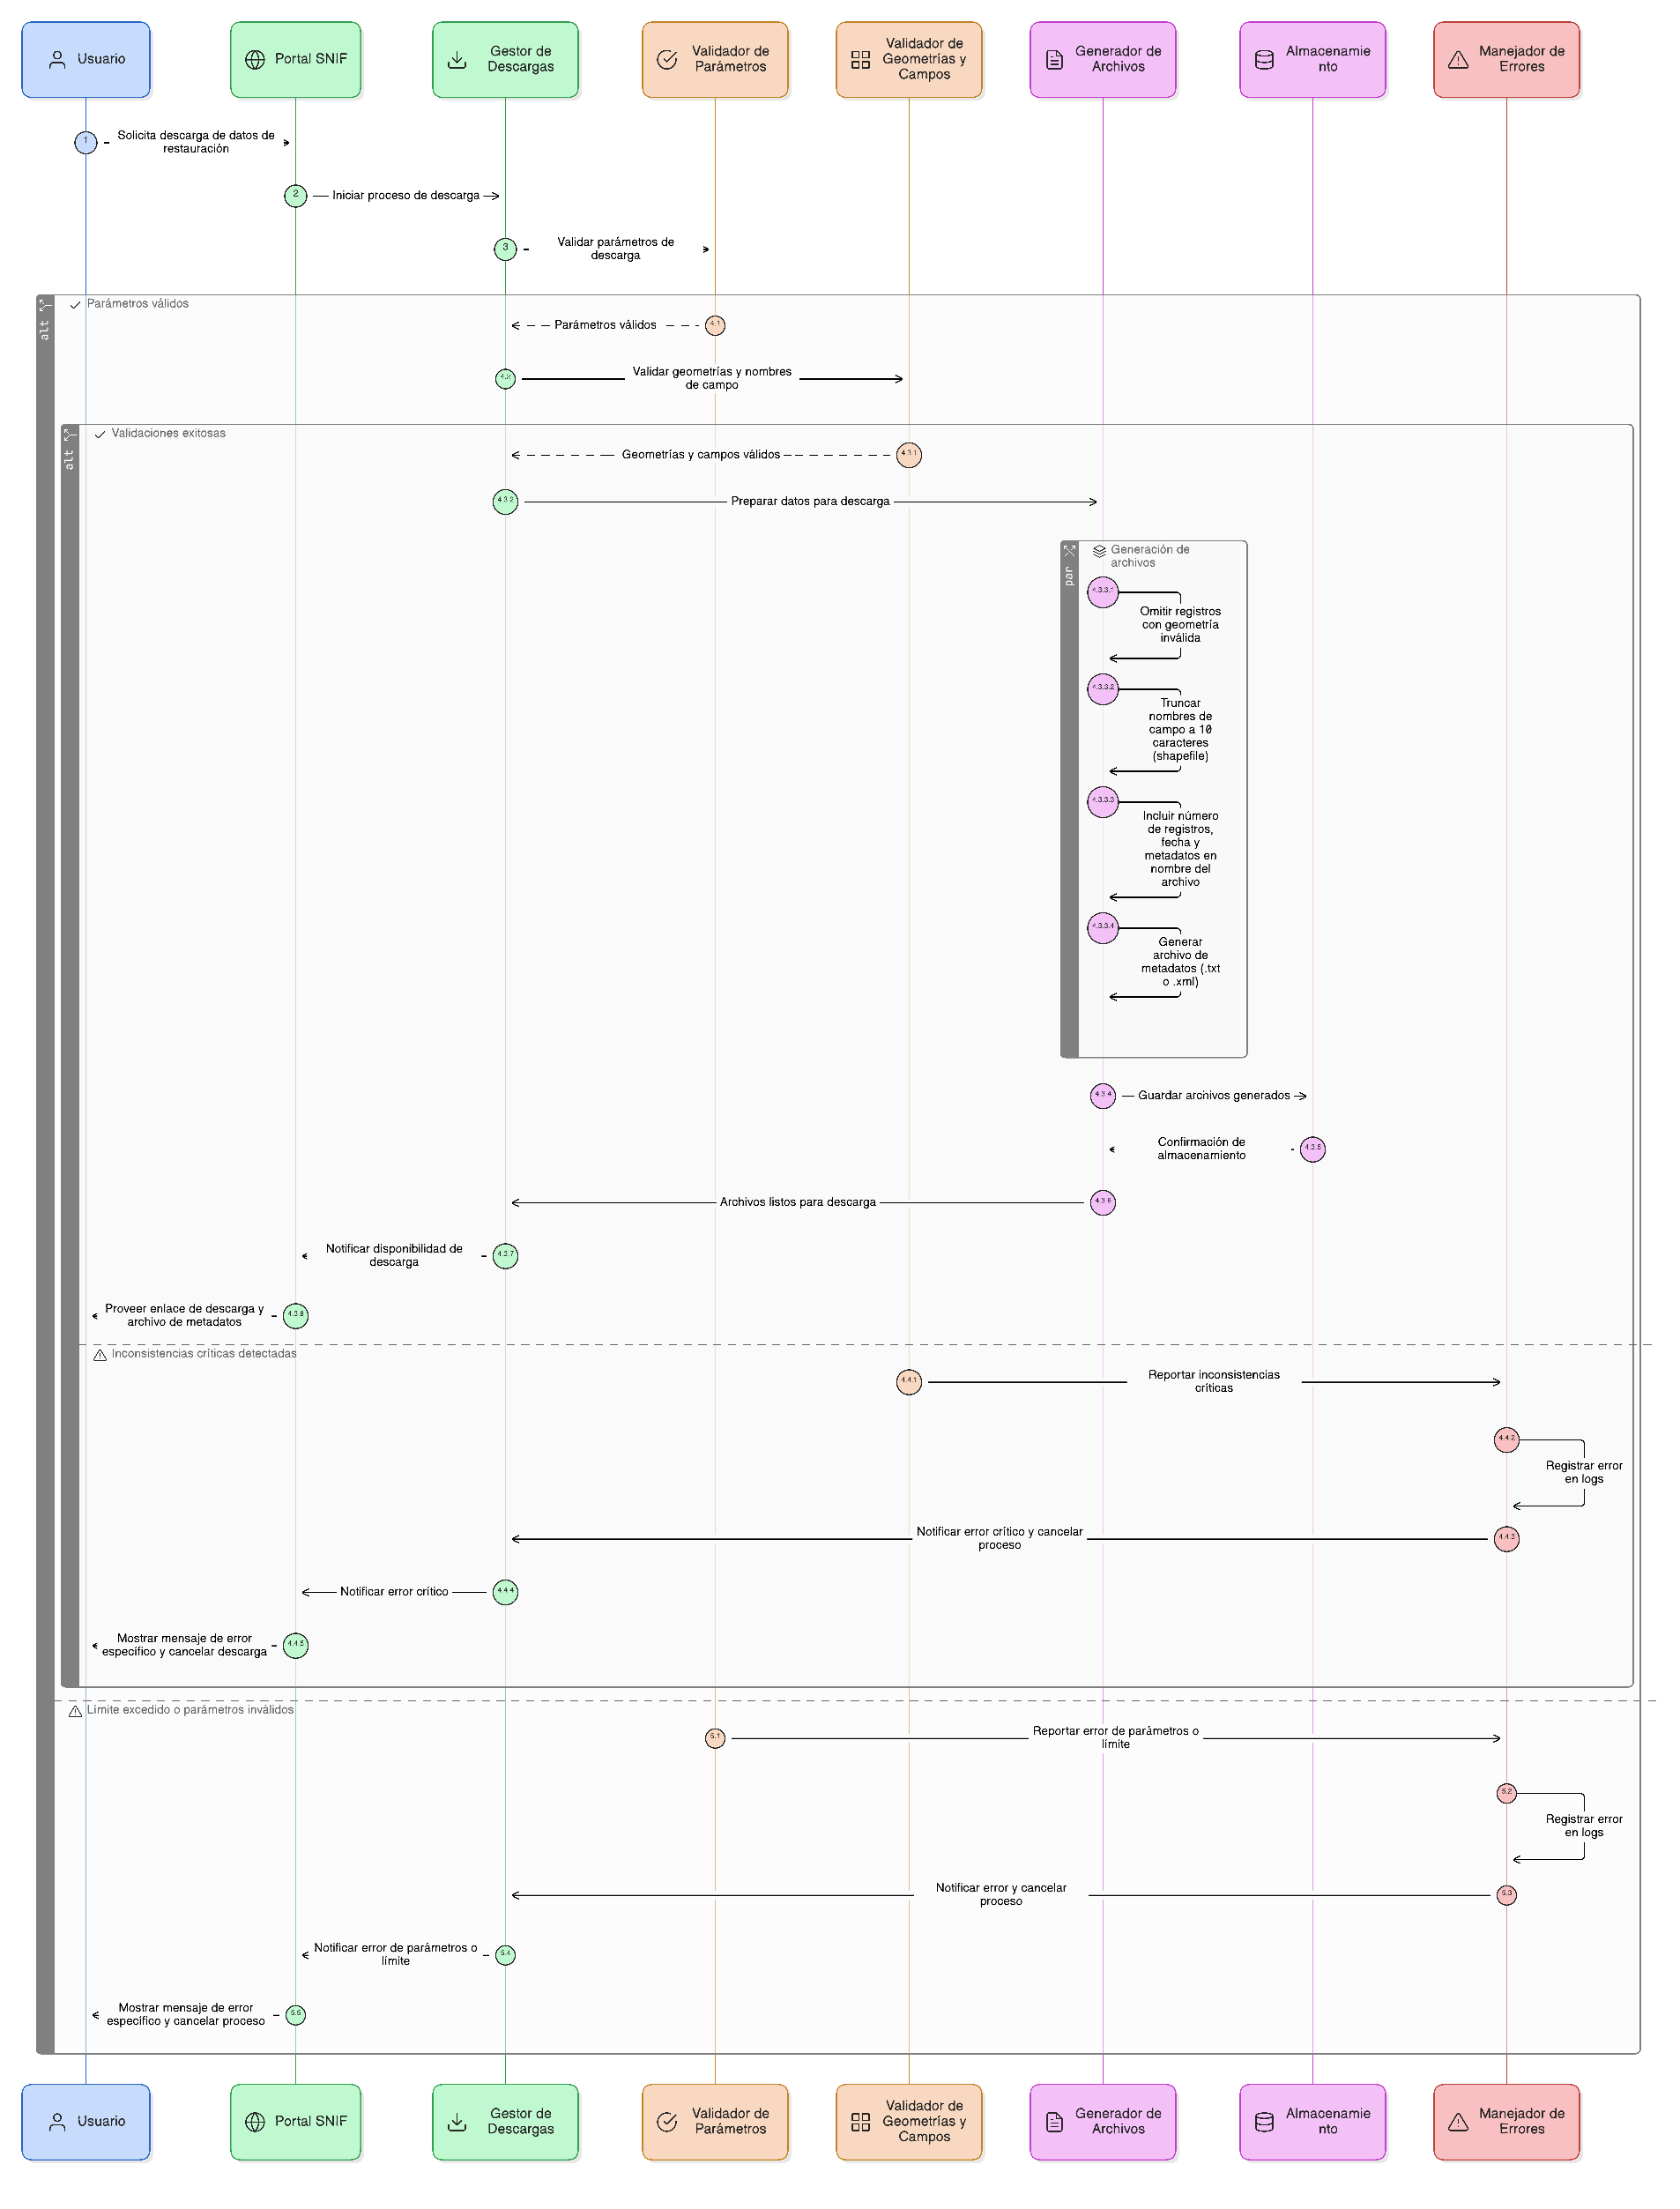 Usuario
Portal SNIF
Gestor de
Descargas
Validador de
Parámetros
Validador de
Geometrías y
Campos
Generador de
Archivos
Almacenamie
nto
Manejador de
Errores
1
Solicita descarga de datos de
restauración
2
Iniciar proceso de descarga
3
Validar parámetros de
descarga
alt
Parámetros válidos
Parámetros válidos
4.1
4.2
Validar geometrías y nombres
de campo
alt
Validaciones exitosas
Geometrías y campos válidos
4.3.1
4.3.2
Preparar datos para descarga
par
Generación de
archivos
4.3.3.1
Omitir registros
con geometría
inválida
4.3.3.2
Truncar
nombres de
campo a 10
caracteres
(shapefile)
4.3.3.3
Incluir número
de registros,
fecha y
metadatos en
nombre del
archivo
4.3.3.4
Generar
archivo de
metadatos (.txt
o .xml)
4.3.4
Guardar archivos generados
Confirmación de
almacenamiento
4.3.5
Archivos listos para descarga
4.3.6
Notificar disponibilidad de
descarga
4.3.7
Proveer enlace de descarga y
archivo de metadatos
4.3.8
Inconsistencias críticas detectadas
4.4.1
Reportar inconsistencias
críticas
4.4.2
Registrar error
en logs
Notificar error crítico y cancelar
proceso
4.4.3
Notificar error crítico
4.4.4
Mostrar mensaje de error
específico y cancelar descarga
4.4.5
Límite excedido o parámetros inválidos
5.1
Reportar error de parámetros o
límite
5.2
Registrar error
en logs
Notificar error y cancelar
proceso
5.3
Notificar error de parámetros o
límite
5.4
Mostrar mensaje de error
específico y cancelar proceso
5.5
Usuario
Portal SNIF
Gestor de
Descargas
Validador de
Parámetros
Validador de
Geometrías y
Campos
Generador de
Archivos
Almacenamie
nto
Manejador de
Errores